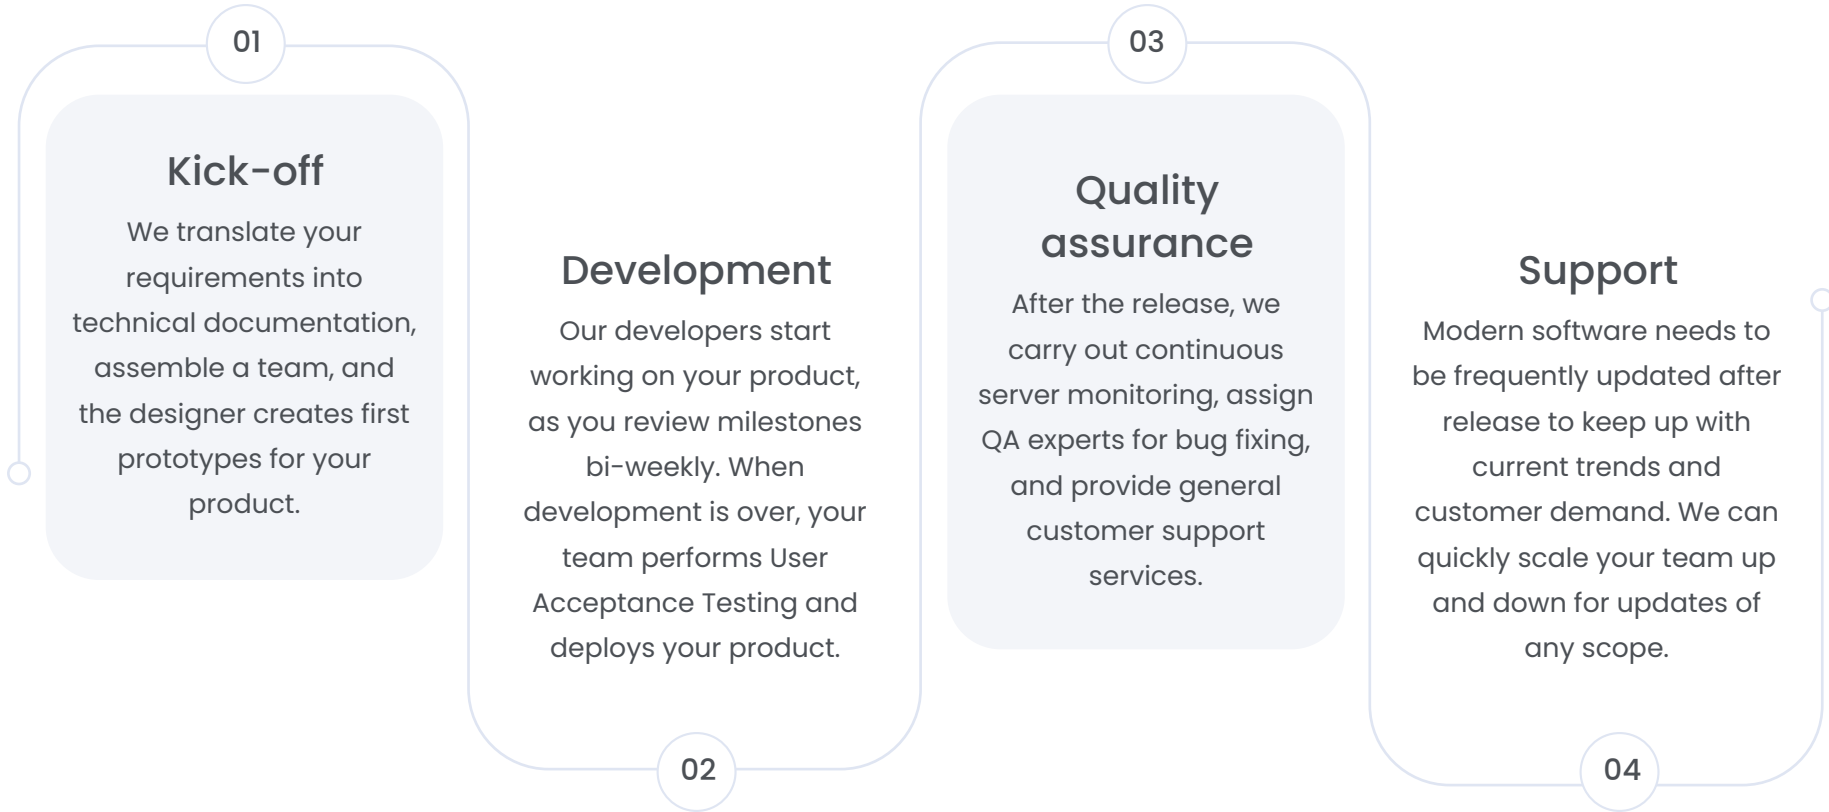 01
Kick-off
We translate your
requirements into
technical documentation,
assemble a team, and
the designer creates first
prototypes for your
product.
Development
Our developers start
working on your product,
as you review milestones
bi-weekly. When
development is over, your
team performs User
Acceptance Testing and
deploys your product.
02
03
Quality
assurance
After the release, we
carry out continuous
server monitoring, assign
QA experts for bug fixing,
and provide general
customer support
services.
Support
Modern software needs to
be frequently updated after
release to keep up with
current trends and
customer demand. We can
quickly scale your team up
and down for updates of
any scope.
04